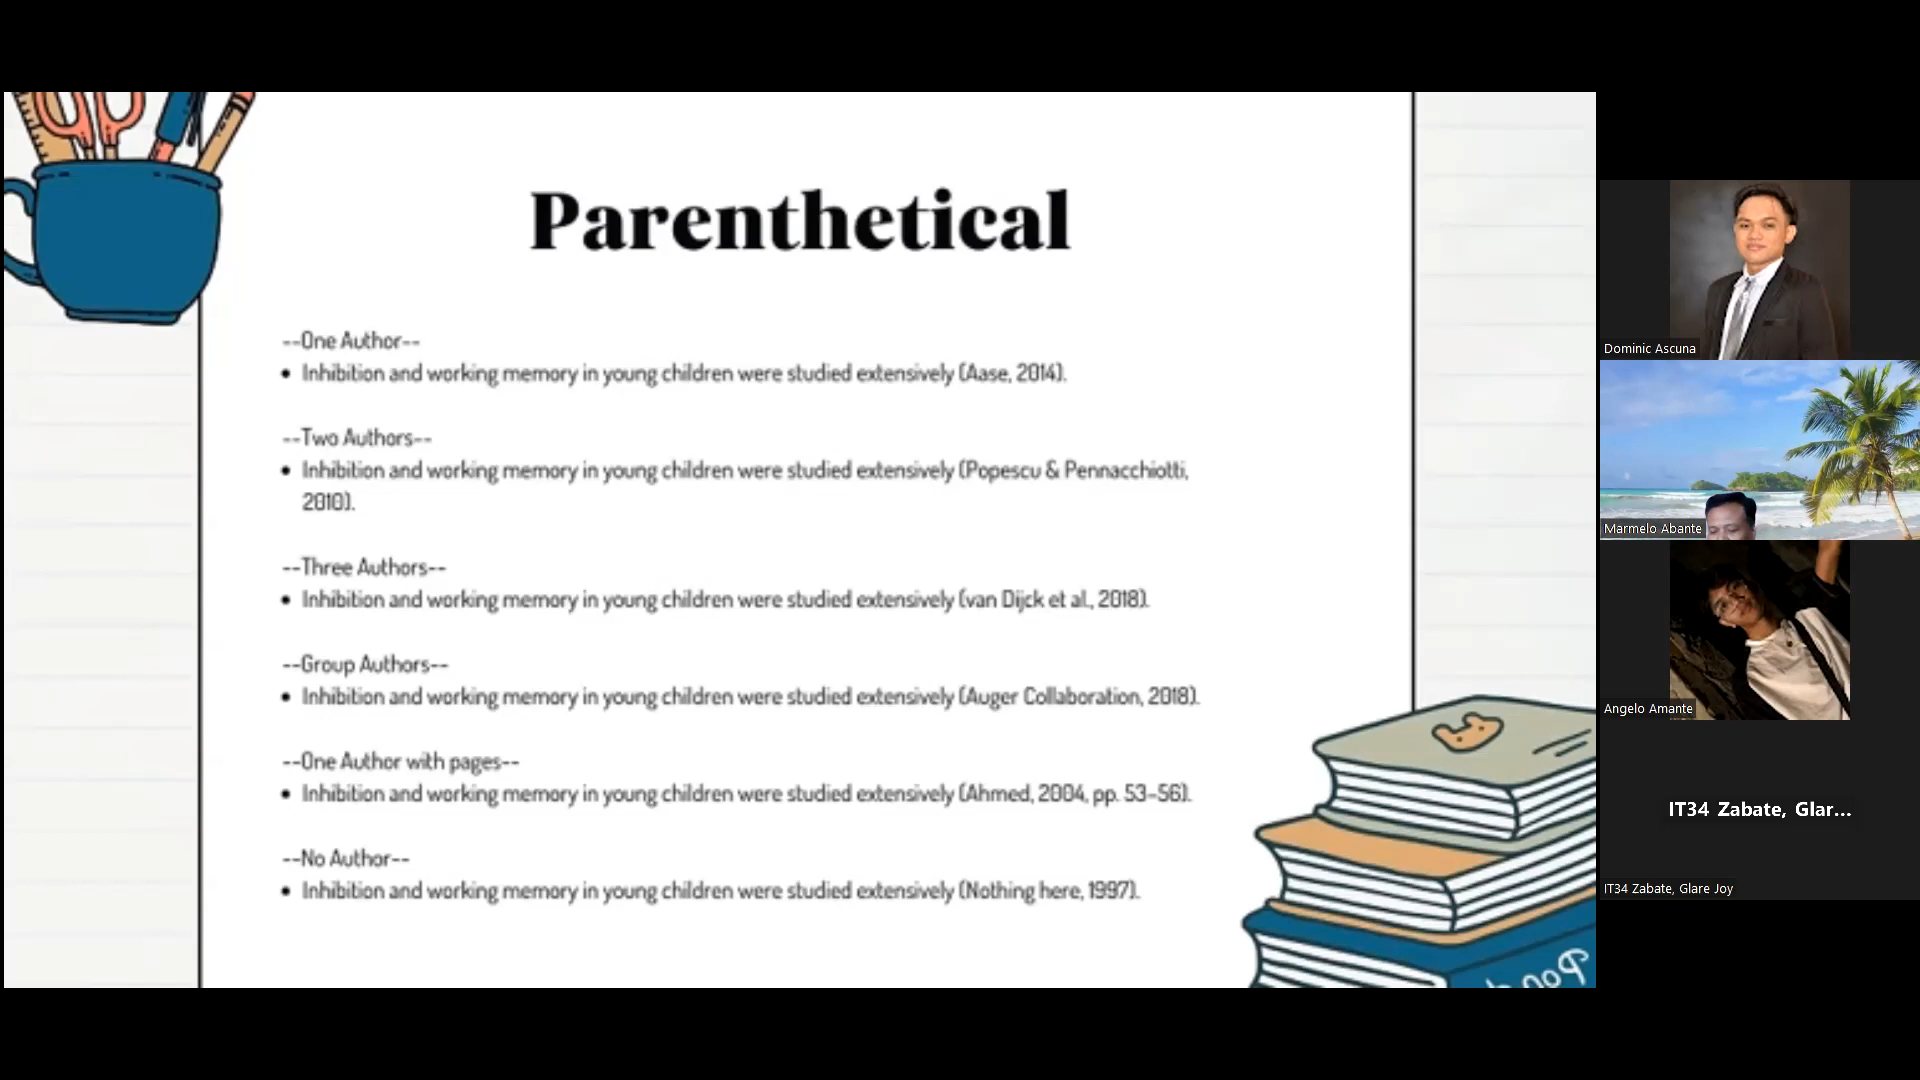 Parenthetical
--One Author--
• Inhibition and working memory in young children were studied extensively (Aase, 2014).
--Two Authors--
• Inhibition and working memory in young children were studied extensively (Popescu & Pennacchiotti,
2010).
--Three Authors--
• Inhibition and working memory in young children were studied extensively (van Dijck et al., 2018).
--Group Authors--
• Inhibition and working memory in young children were studied extensively (Auger Collaboration, 2018).
--One Author with pages--
• Inhibition and working memory in young children were studied extensively (Ahmed, 2004, pp. 53–56).
--No Author--
• Inhibition and working memory in young children were studied extensively (Nothing here, 1997).
Dominic Ascuna
Marmelo Abante
Angelo Amante
IT34 Zabate, Glar...
IT34 Zabate, Glare Joy